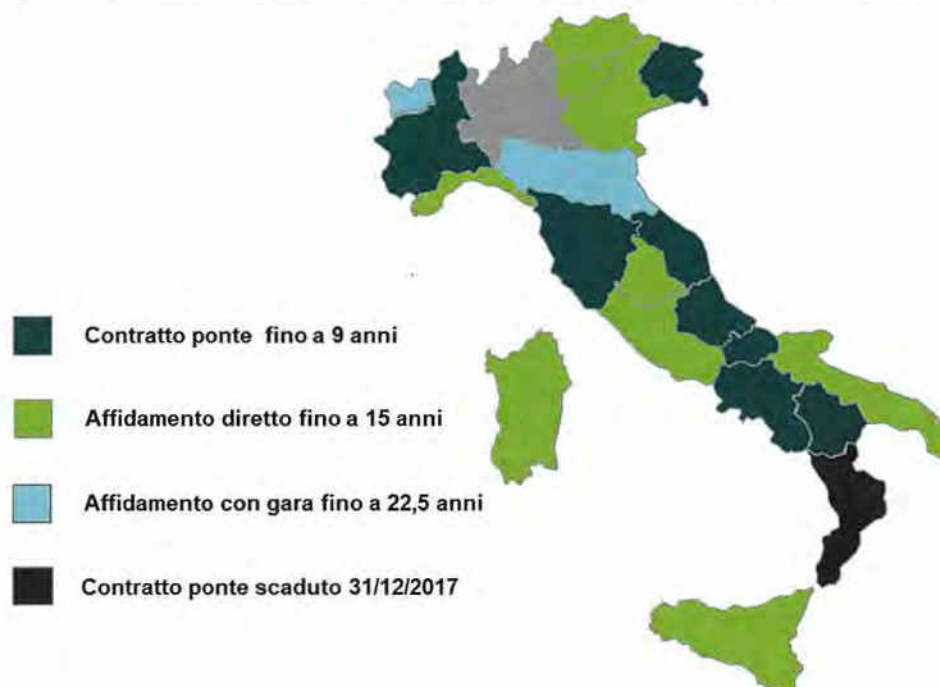 Contratto ponte fino a 9 anni
Affidamento diretto fino a 15 anni
Affidamento con gara fino a 22,5 anni
Contratto ponte scaduto 31/12/2017